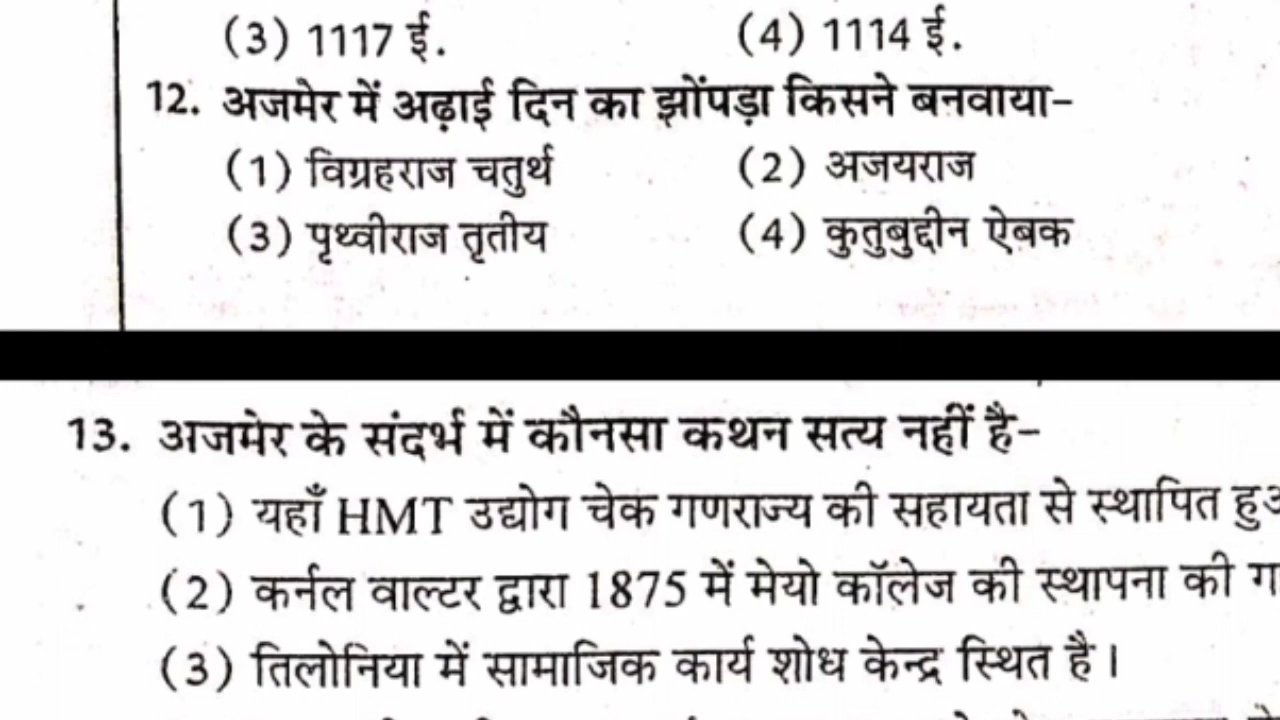 (3) 1117 ई. (4) 1114 ई.
12. अजमेर में अढ़ाई दिन का झोंपड़ा किसने बनवाया-
(1) विग्रहराज चतुर्थ (2) अजयराज
(3) पृथ्वीराज तृतीय (4) कुतुबुद्दीन ऐबक
13. अजमेर के संदर्भ में कौनसा कथन सत्य नहीं है-
(1) यहाँ HMT उद्योग चेक गणराज्य की सहायता से स्थापित
(2) कर्नल वाल्टर द्वारा 1875 में मेयो कॉलेज की स्थापना की
(3) तिलोनिया में सामाजिक कार्य शोध केन्द्र स्थित है।